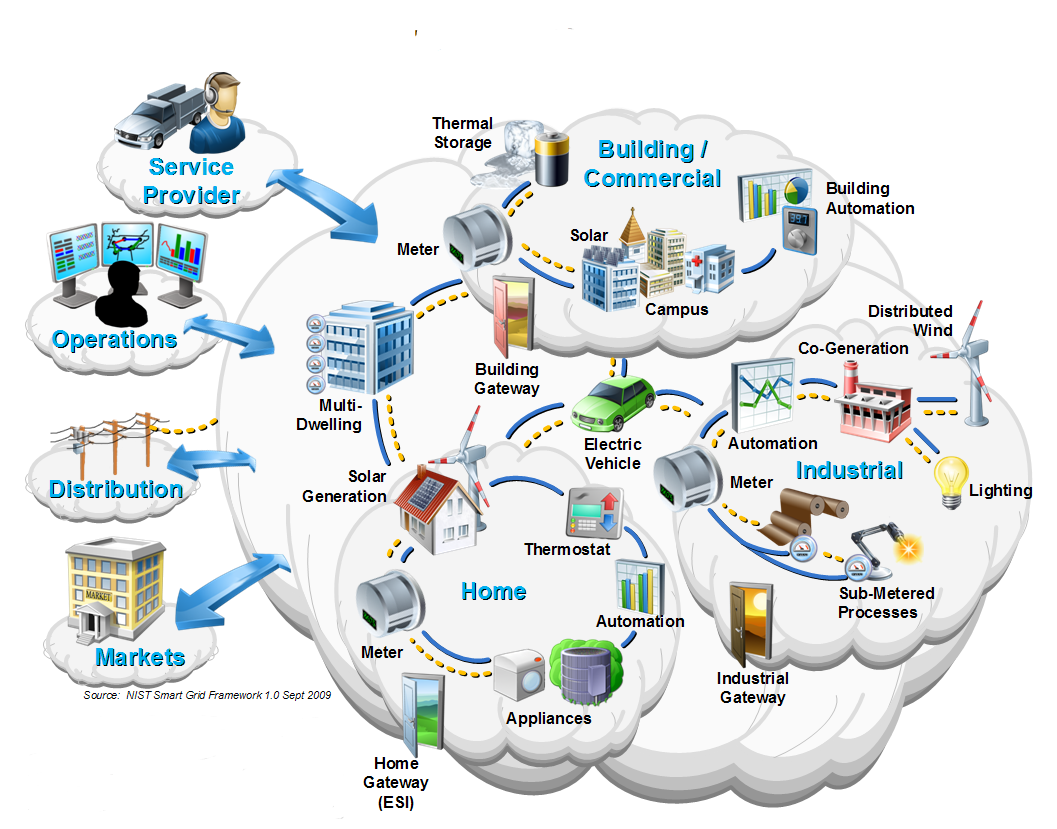 Service
Provider
Operations
Distribution
MARKET
Markets
Source: NIST Smart Grid Framework 1.0 Sept 2009
Thermal
Storage
Building /
Commercial
Building
Automation
Meter
Solar
Campus
Building
Gateway
Multi-
Dwelling
Electric
Vehicle
Distributed
Wind
Co-Generation
Automation
Industrial
Meter
Lighting
Sub-Metered
Processes
Industrial
Gateway
Solar
Generation
Thermostat
Home
Automation
Meter
Appliances
Home
Gateway
(ESI)